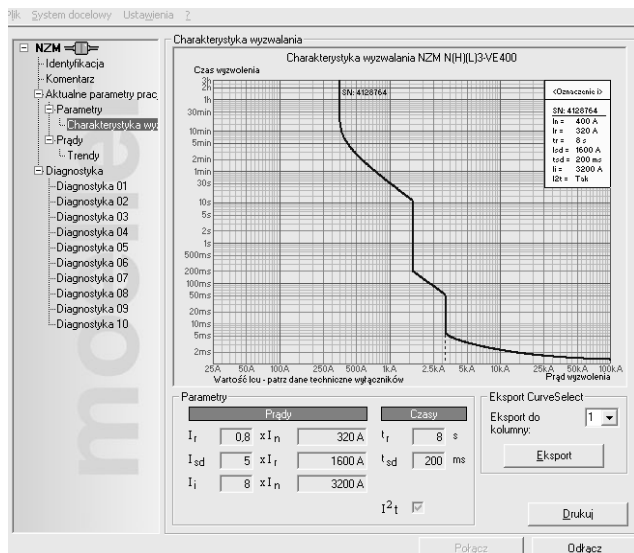 Plik System docelowy Ustawienia ?
NZM
Identyfikacja
Komentarz
Aktualne parametry prac
Parametry
Charakterystyka wyz
Prądy
Trendy
Diagnostyka
Diagnostyka 01
Diagnostyka 02
Diagnostyka 03
Diagnostyka 04
Diagnostyka 05
Diagnostyka 06
Diagnostyka 07
Diagnostyka 08
Diagnostyka 09
Diagnostyka 10
Charakterystyka wyzwalania
Charakterystyka wyzwalania NZM N(H)(L)3-VE400
Czas wyzwolenia
3h
2h
1h
30min
10min
5min
2min
1min
30s
10s
5s
2s
1s
500ms
200ms
100ms
50ms
20ms
10ms
5ms
2ms
SN: 4128764
<Oznaczenie i>
SN: 4128764
In = 400 A
Ir = 320 A
tr = 8 s
Isd = 1600 A
tsd = 200 ms
Ii = 3200 A
I2t = Tak
25A 50A 100A 250A 500A 1kA 2.5kA 5kA 10kA 25kA 50kA 100kA
Wartość Icu - patrz dane techniczne wyłączników
Prąd wyzwolenia
Parametry
Prądy Czasy
Ir 0,8 x In 320 A tr 8 s
Isd 5 x Ir 1600 A tsd 200 ms
Ii 8 x In 3200 A
I²t
Eksport CurveSelect
Eksport do kolumny: 1
Eksport
Drukuj
Połącz Odłącz